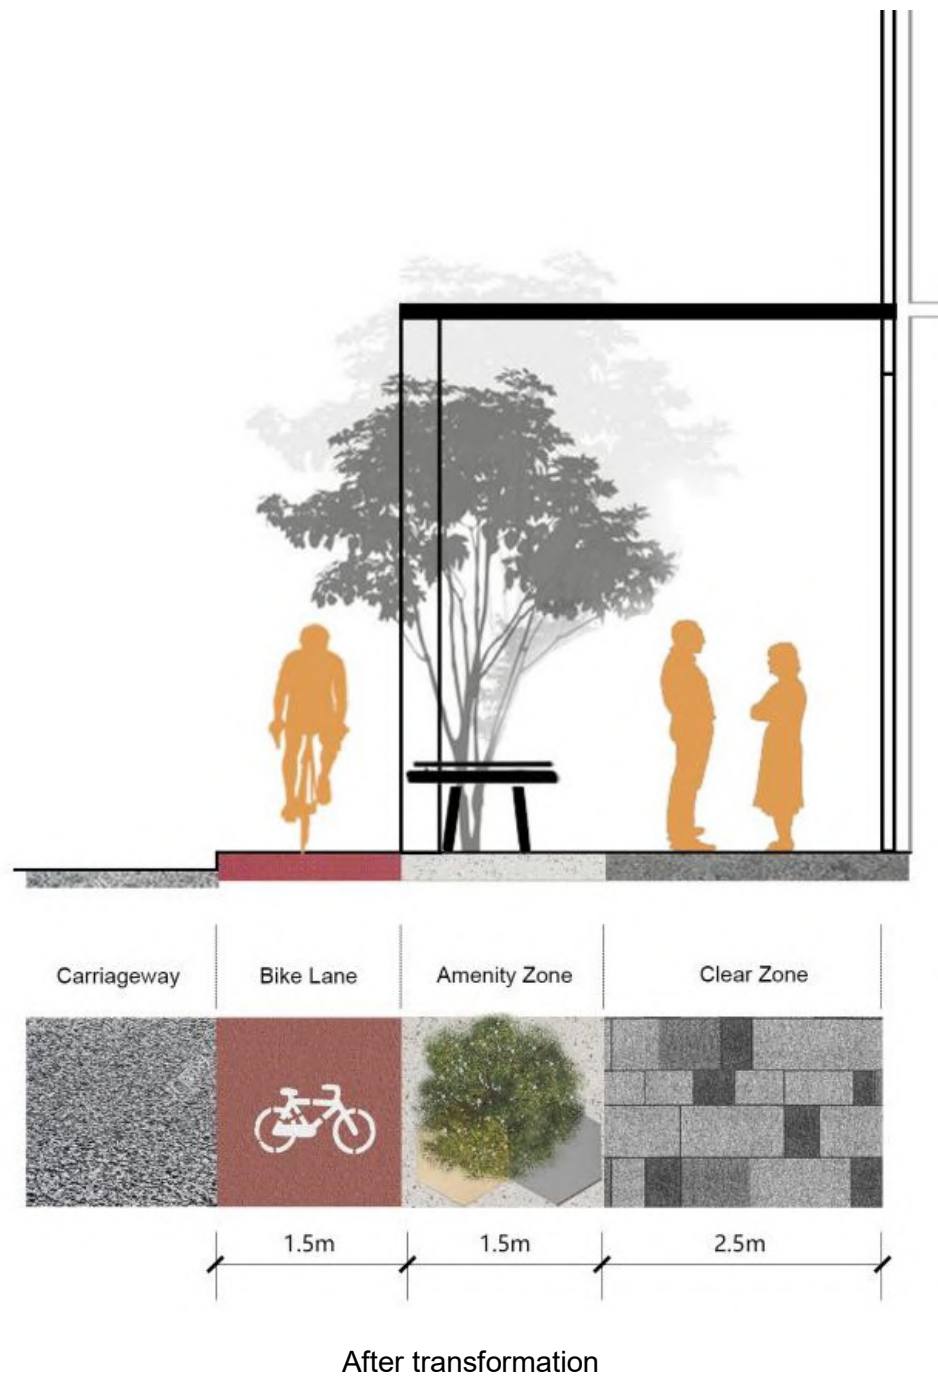 Carriageway Bike Lane Amenity Zone Clear Zone
1.5m 1.5m 2.5m
After transformation